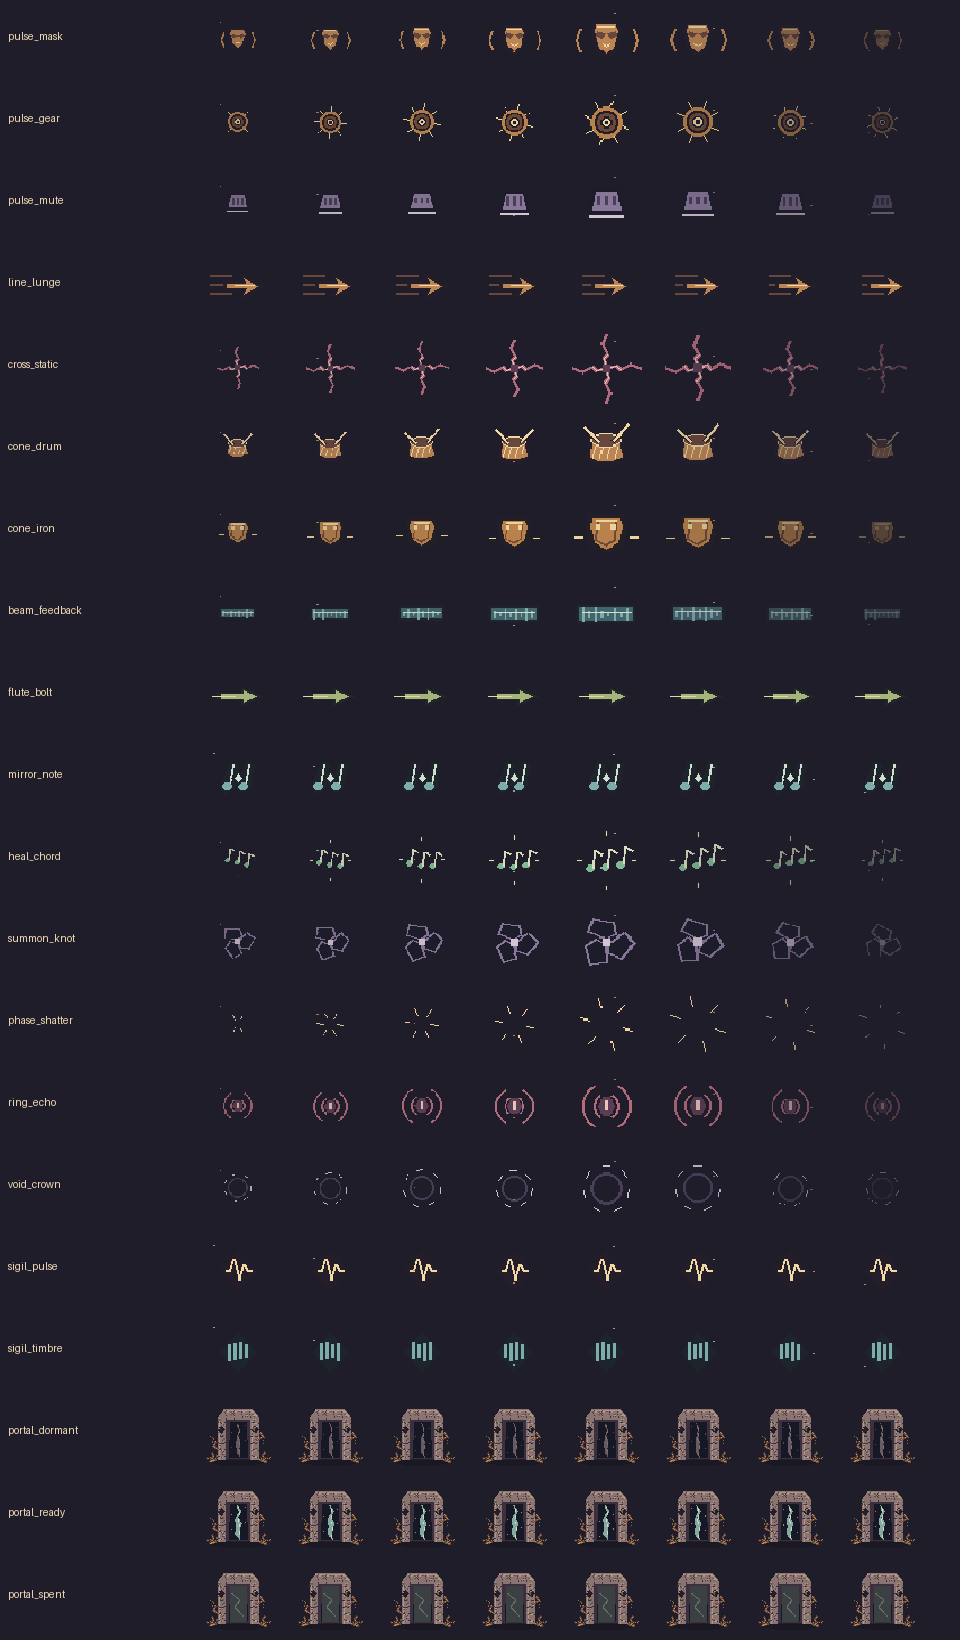 pulse_mask
pulse_gear
pulse_mute
line_lunge
cross_static
cone_drum
cone_iron
beam_feedback
flute_bolt
mirror_note
heal_chord
summon_knot
phase_shatter
ring_echo
void_crown
sigil_pulse
sigil_timbre
portal_dormant
portal_ready
portal_spent